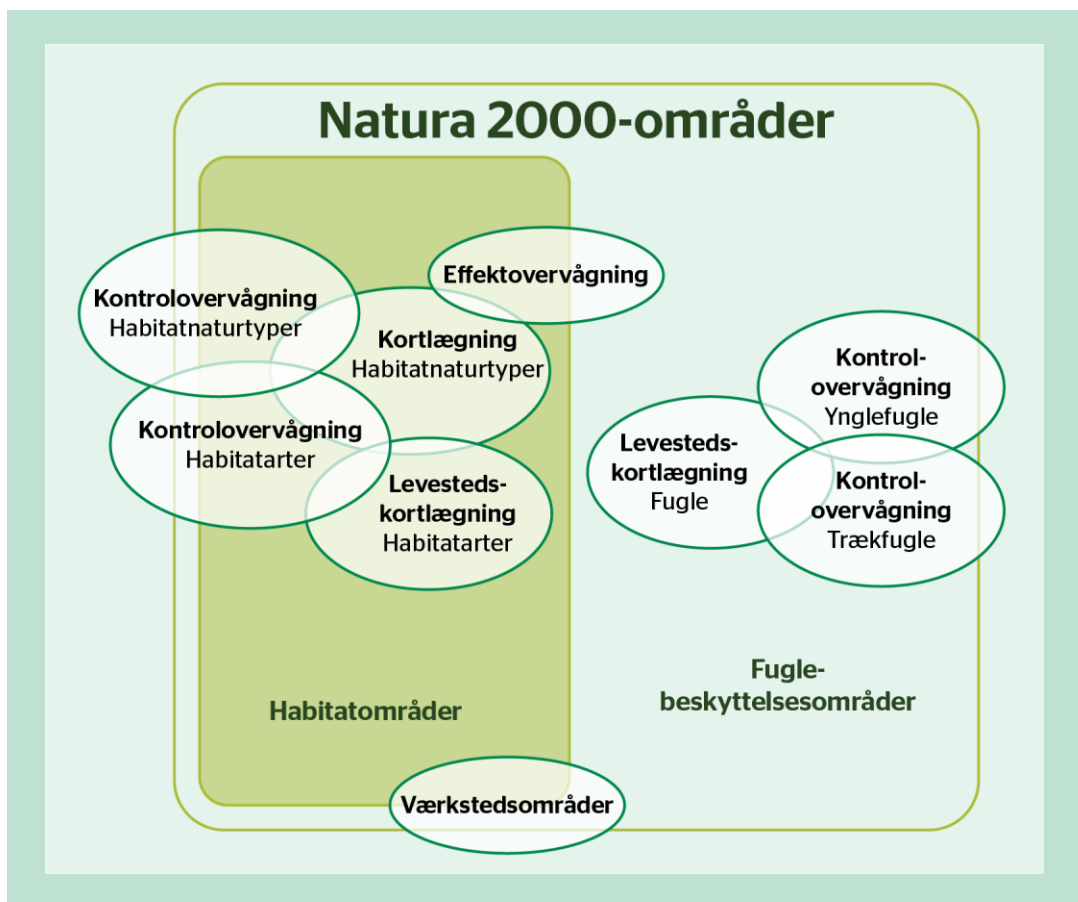 Natura 2000-områder
Effektovervågning
Kontrolovervågning
Habitatnaturtyper
Kortlægning
Habitatnaturtyper
Kontrolovervågning
Habitatarter
Levesteds-
kortlægning
Habitatarter
Kontrol-
overvågning
Ynglefugle
Levesteds-
kortlægning
Fugle
Kontrol-
overvågning
Trækfugle
Habitatområder
Fugle-
beskyttelsesområder
Værkstedsområder